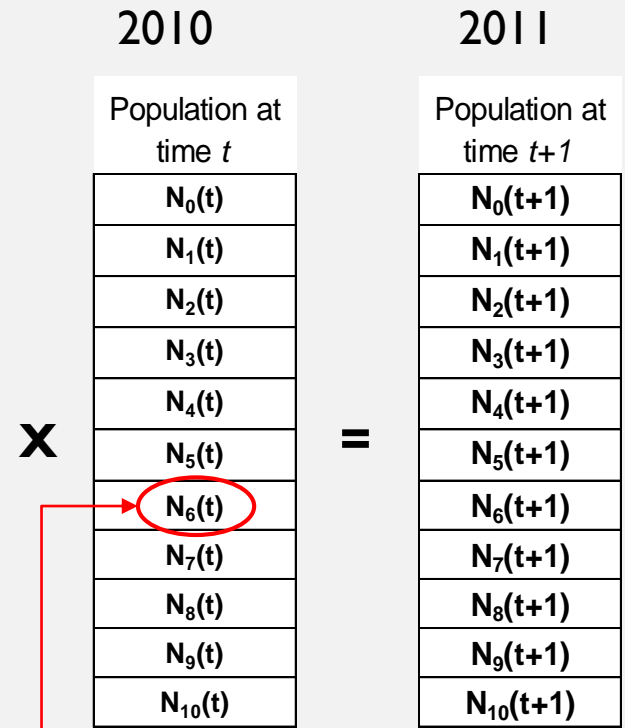 2010 2011
Population at time t Population at time t+1
N₀(t) N₀(t+1)
N₁(t) N₁(t+1)
N₂(t) N₂(t+1)
N₃(t) N₃(t+1)
N₄(t) N₄(t+1)
x N₅(t) = N₅(t+1)
N₆(t) N₆(t+1)
N₇(t) N₇(t+1)
N₈(t) N₈(t+1)
N₉(t) N₉(t+1)
N₁₀(t) N₁₀(t+1)